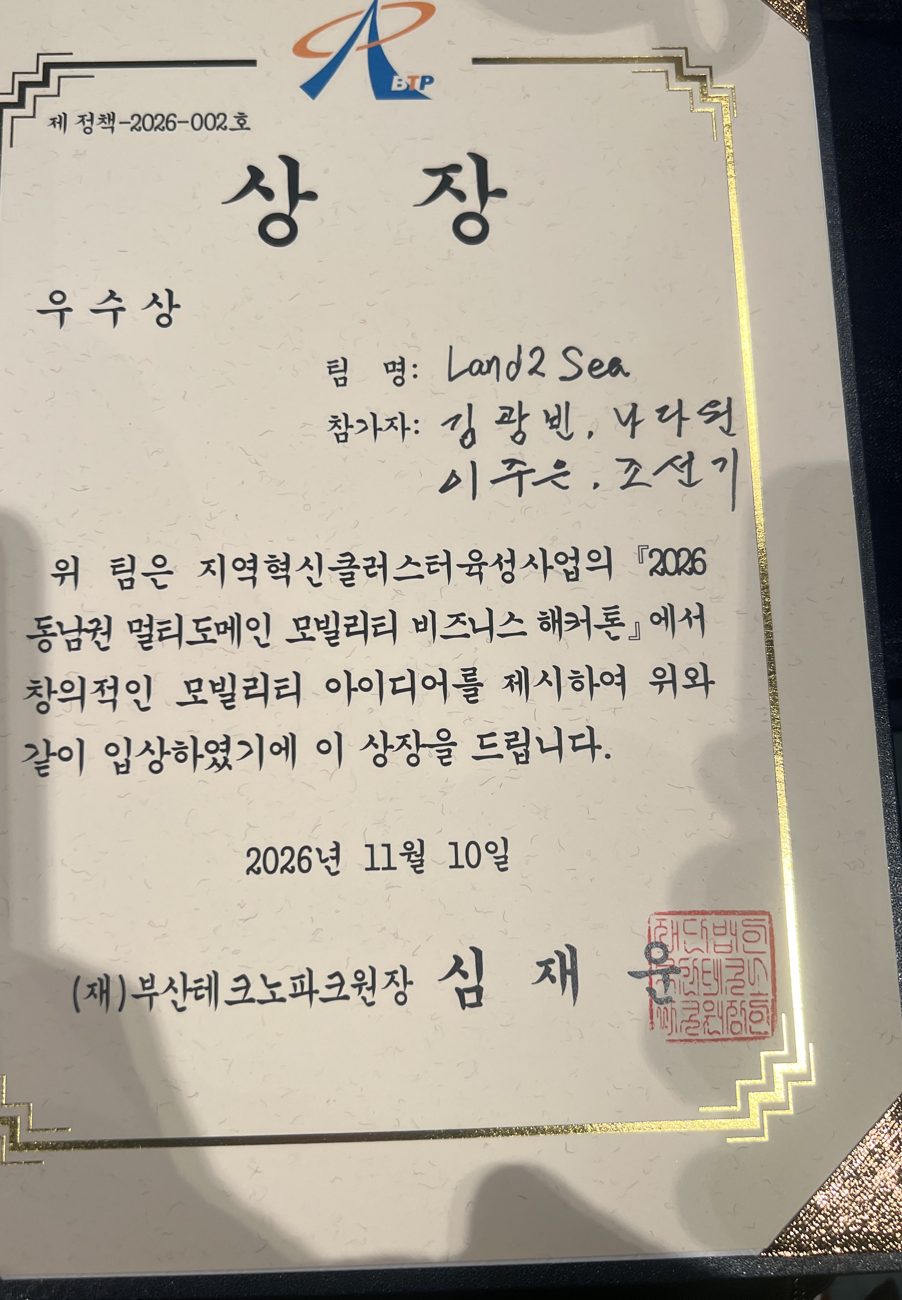 BTP
제 정책-2026-002호
상 장
우 수 상
팀 명: Land2 Sea
참가자: 김광빈, 나다원
이주은, 조선기
위 팀은 지역혁신클러스터육성사업의 『2026
동남권 멀티도메인 모빌리티 비즈니스 해커톤』에서
창의적인 모빌리티 아이디어를 제시하여 위와
같이 입상하였기에 이 상장을 드립니다.
2026년 11월 10일
(재)부산테크노파크원장 심 재 운